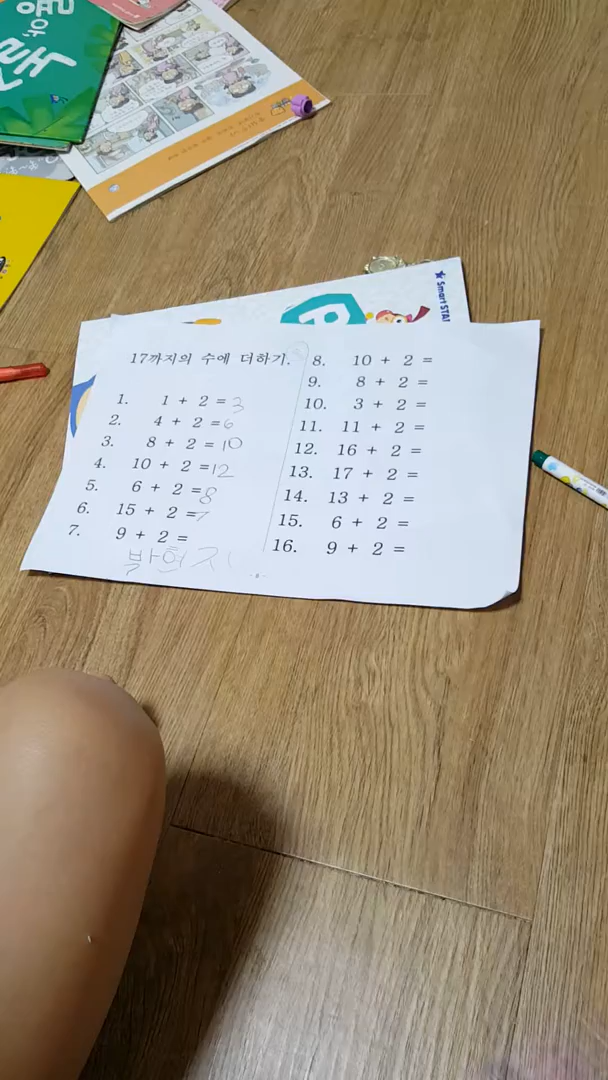 Smart STAR
17까지의 수에 더하기.
1. 1 + 2 = 3
2. 4 + 2 = 6
3. 8 + 2 = 10
4. 10 + 2 = 12
5. 6 + 2 = 8
6. 15 + 2 = 7
7. 9 + 2 =
8. 10 + 2 =
9. 8 + 2 =
10. 3 + 2 =
11. 11 + 2 =
12. 16 + 2 =
13. 17 + 2 =
14. 13 + 2 =
15. 6 + 2 =
16. 9 + 2 =
- 8 -